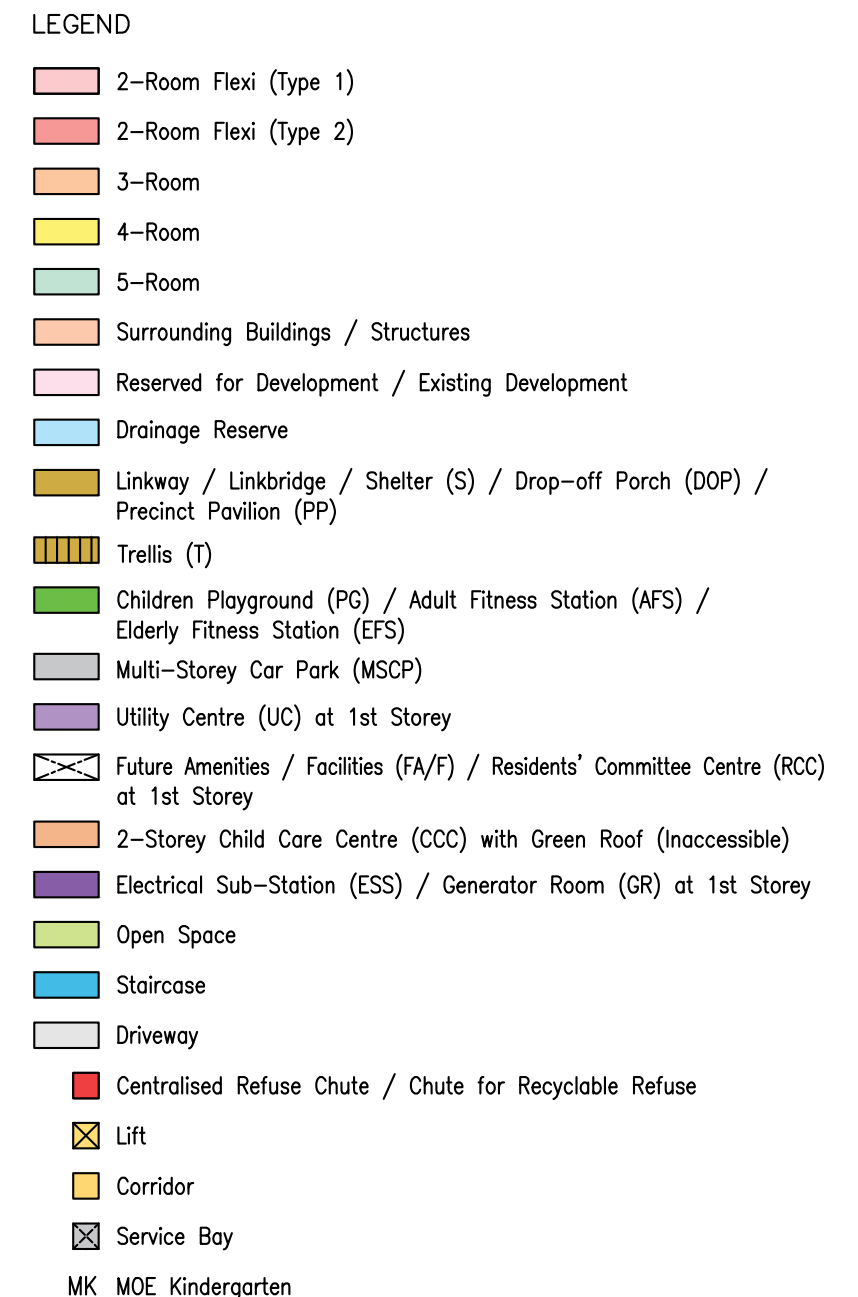 LEGEND
2-Room Flexi (Type 1)
2-Room Flexi (Type 2)
3-Room
4-Room
5-Room
Surrounding Buildings / Structures
Reserved for Development / Existing Development
Drainage Reserve
Linkway / Linkbridge / Shelter (S) / Drop-off Porch (DOP) /
Precinct Pavilion (PP)
Trellis (T)
Children Playground (PG) / Adult Fitness Station (AFS) /
Elderly Fitness Station (EFS)
Multi-Storey Car Park (MSCP)
Utility Centre (UC) at 1st Storey
Future Amenities / Facilities (FA/F) / Residents' Committee Centre (RCC)
at 1st Storey
2-Storey Child Care Centre (CCC) with Green Roof (Inaccessible)
Electrical Sub-Station (ESS) / Generator Room (GR) at 1st Storey
Open Space
Staircase
Driveway
Centralised Refuse Chute / Chute for Recyclable Refuse
Lift
Corridor
Service Bay
MK MOE Kindergarten